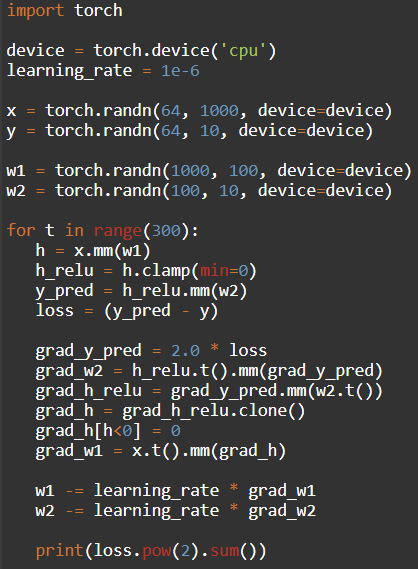 import torch

device = torch.device('cpu')
learning_rate = 1e-6

x = torch.randn(64, 1000, device=device)
y = torch.randn(64, 10, device=device)

w1 = torch.randn(1000, 100, device=device)
w2 = torch.randn(100, 10, device=device)

for t in range(300):
   h = x.mm(w1)
   h_relu = h.clamp(min=0)
   y_pred = h_relu.mm(w2)
   loss = (y_pred - y)

   grad_y_pred = 2.0 * loss
   grad_w2 = h_relu.t().mm(grad_y_pred)
   grad_h_relu = grad_y_pred.mm(w2.t())
   grad_h = grad_h_relu.clone()
   grad_h[h<0] = 0
   grad_w1 = x.t().mm(grad_h)

   w1 -= learning_rate * grad_w1
   w2 -= learning_rate * grad_w2

   print(loss.pow(2).sum())